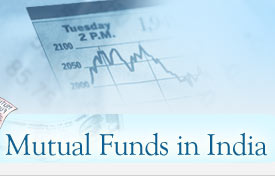 Tuesday
2 P.M.
2100
2050
2000
Mutual Funds in India